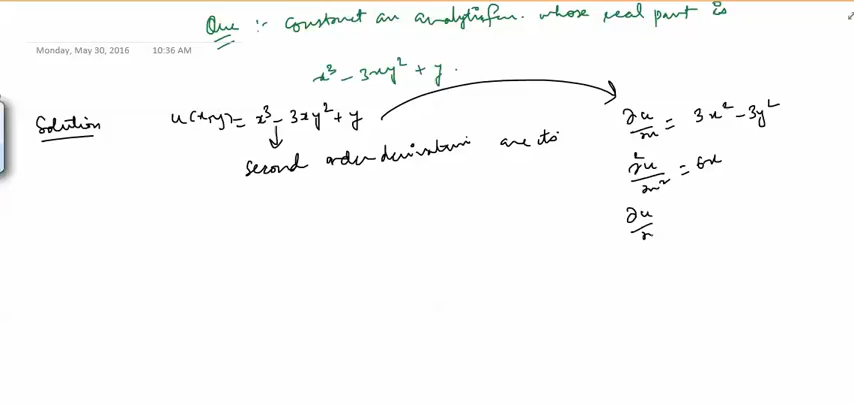 Que :- Construct an analytic fcn. whose real part is
Monday, May 30, 2016 10:36 AM
x³ - 3xy² + y.
Solution u(x,y) = x³ - 3xy² + y
second order derivatives are its
∂u/∂x = 3x² - 3y²
∂²u/∂x² = 6x
∂u/∂